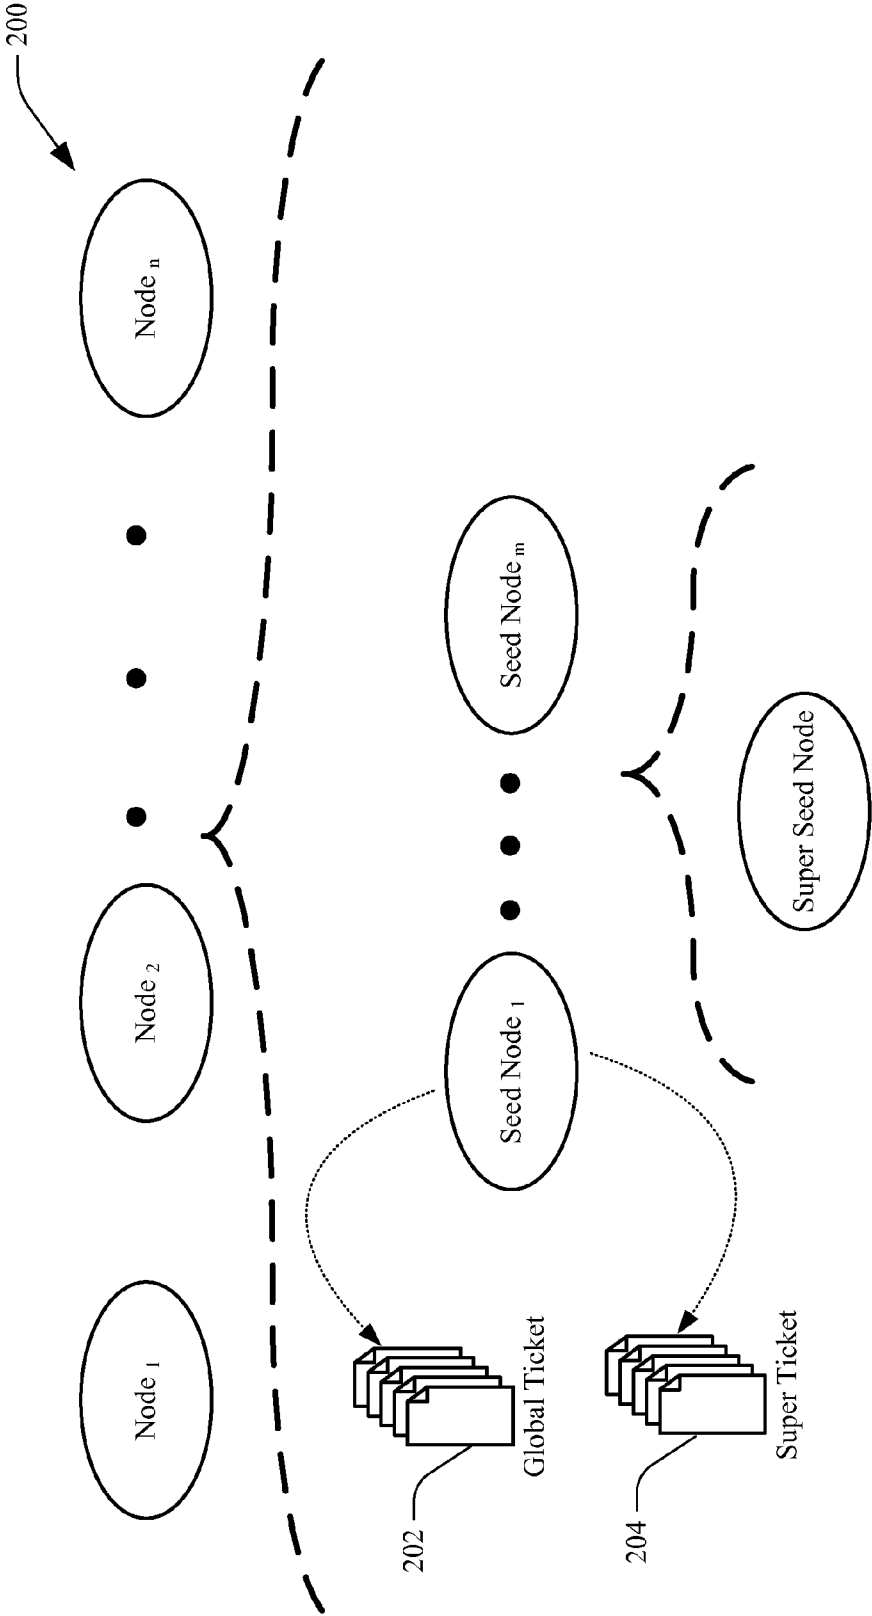 200
Node 1
Node 2
Node n
Seed Node 1
Seed Node m
202
Global Ticket
204
Super Ticket
Super Seed Node